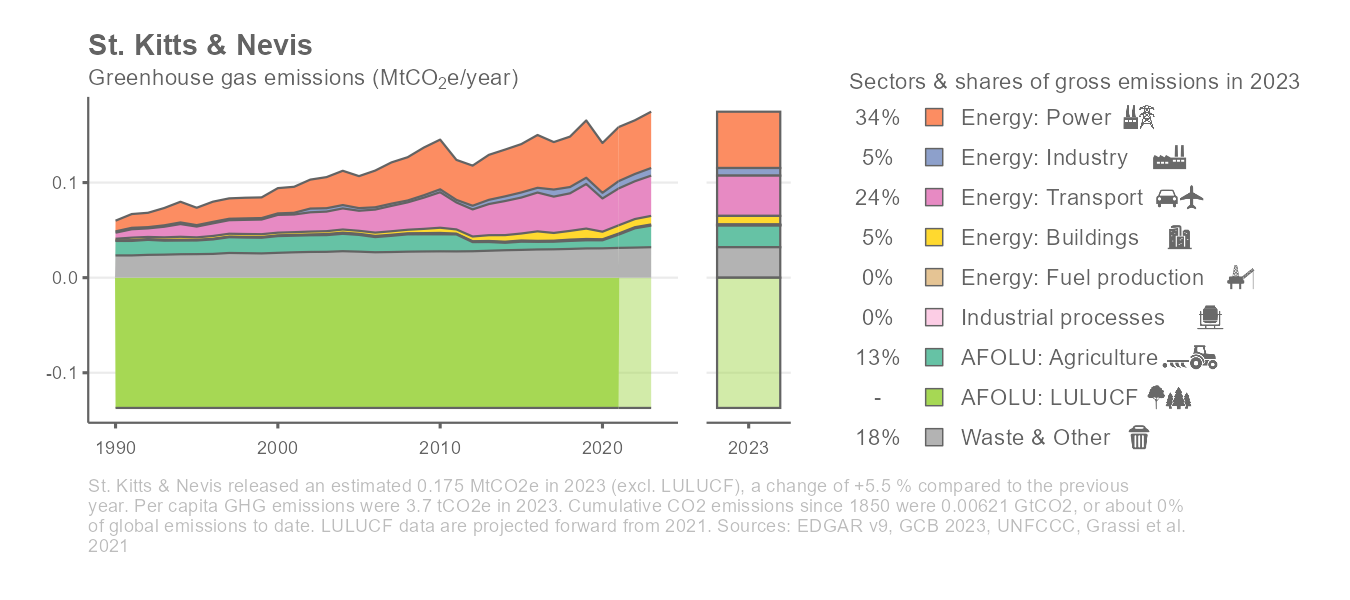 St. Kitts & Nevis
Greenhouse gas emissions (MtCO₂e/year)
0.1
0.0
-0.1
1990
2000
2010
2020
2023
Sectors & shares of gross emissions in 2023
34% Energy: Power
5% Energy: Industry
24% Energy: Transport
5% Energy: Buildings
0% Energy: Fuel production
0% Industrial processes
13% AFOLU: Agriculture
- AFOLU: LULUCF
18% Waste & Other
St. Kitts & Nevis released an estimated 0.175 MtCO2e in 2023 (excl. LULUCF), a change of +5.5 % compared to the previous
year. Per capita GHG emissions were 3.7 tCO2e in 2023. Cumulative CO2 emissions since 1850 were 0.00621 GtCO2, or about 0%
of global emissions to date. LULUCF data are projected forward from 2021. Sources: EDGAR v9, GCB 2023, UNFCCC, Grassi et al.
2021